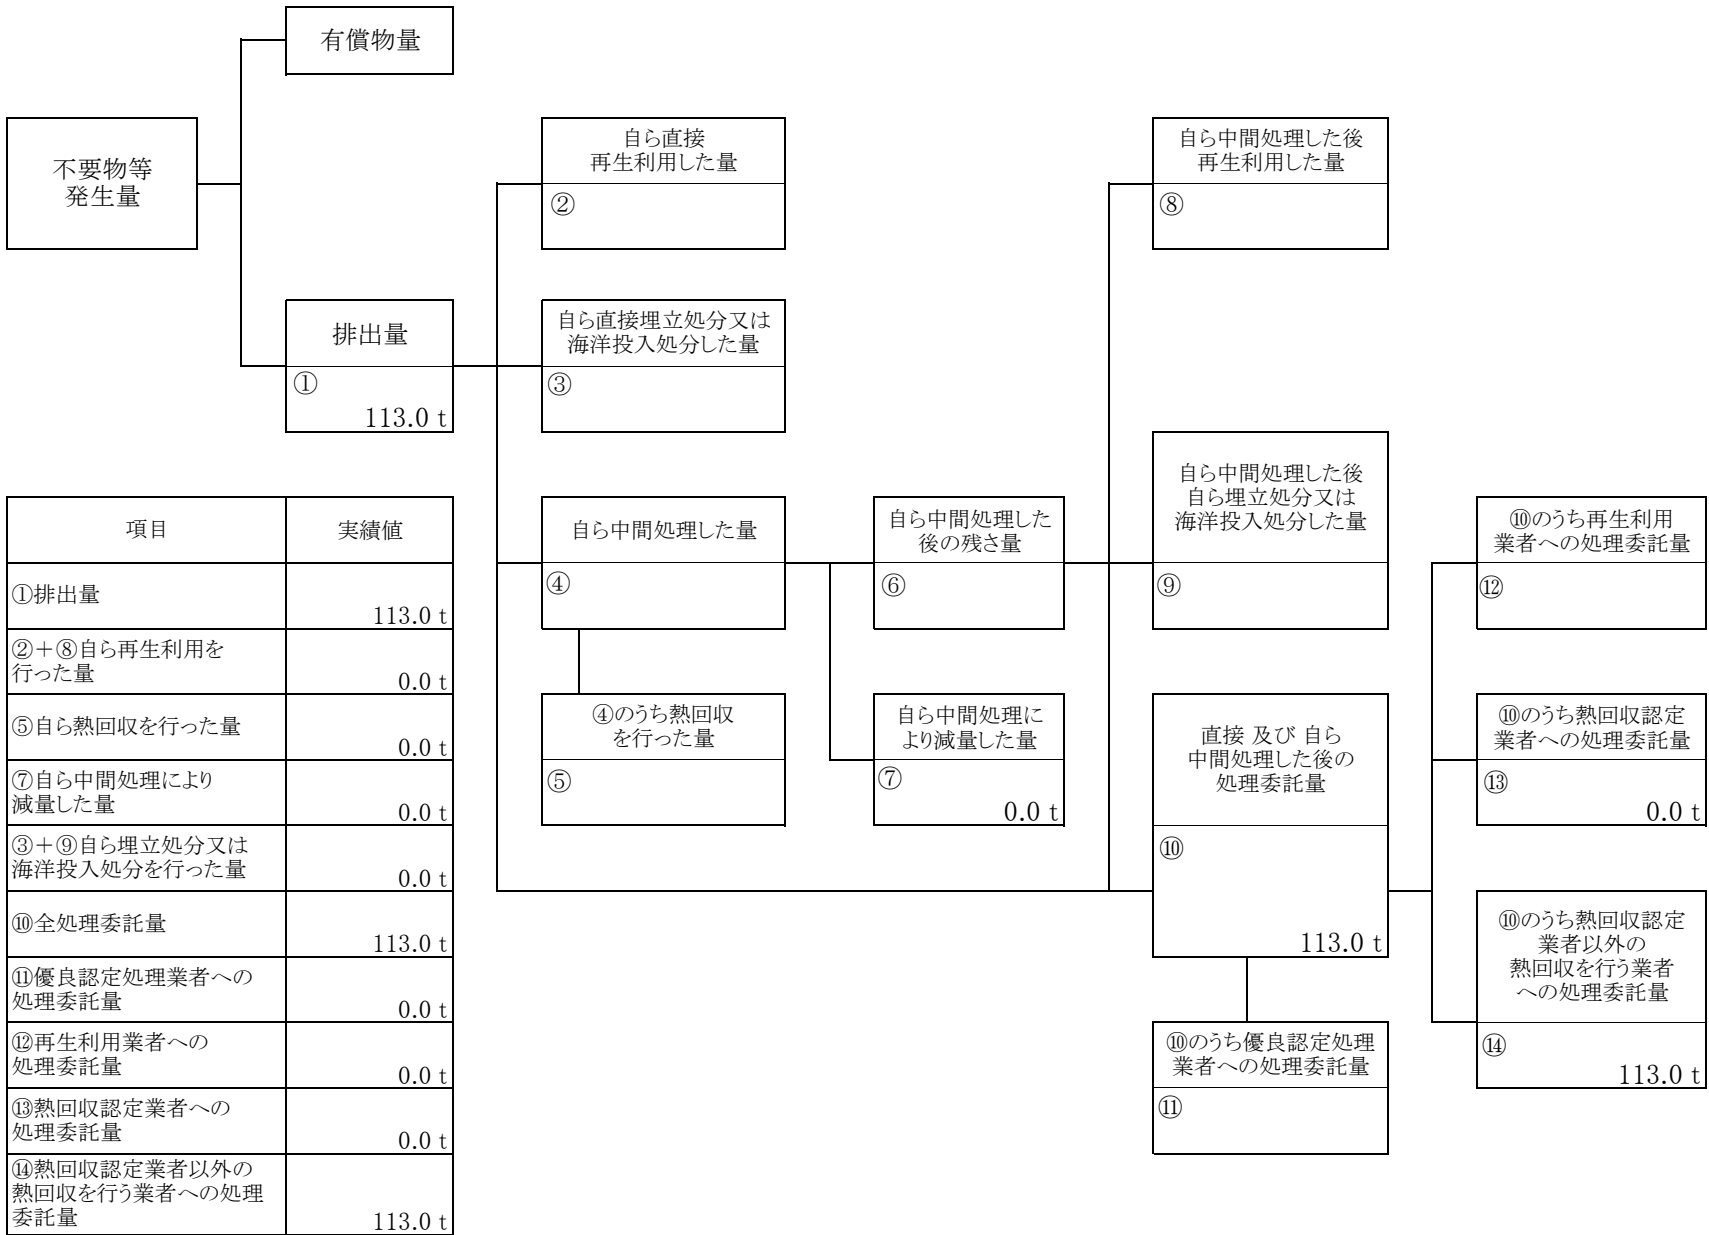 有償物量
不要物等
発生量
自ら直接
再生利用した量
②
自ら中間処理した後
再生利用した量
⑧
排出量
①
113.0 t
自ら直接埋立処分又は
海洋投入処分した量
③
自ら中間処理した量
④
自ら中間処理した
後の残さ量
⑥
自ら中間処理した後
自ら埋立処分又は
海洋投入処分した量
⑨
⑩のうち再生利用
業者への処理委託量
⑫
④のうち熱回収
を行った量
⑤
自ら中間処理に
より減量した量
⑦
0.0 t
直接 及び 自ら
中間処理した後の
処理委託量
⑩
113.0 t
⑩のうち熱回収認定
業者への処理委託量
⑬
0.0 t
⑩のうち熱回収認定
業者以外の
熱回収を行う業者
への処理委託量
⑭
113.0 t
⑩のうち優良認定処理
業者への処理委託量
⑪
項目
実績値
①排出量
113.0 t
②＋⑧自ら再生利用を
行った量
0.0 t
⑤自ら熱回収を行った量
0.0 t
⑦自ら中間処理により
減量した量
0.0 t
③＋⑨自ら埋立処分又は
海洋投入処分を行った量
0.0 t
⑩全処理委託量
113.0 t
⑪優良認定処理業者への
処理委託量
0.0 t
⑫再生利用業者への
処理委託量
0.0 t
⑬熱回収認定業者への
処理委託量
0.0 t
⑭熱回収認定業者以外の
熱回収を行う業者への処理
委託量
113.0 t